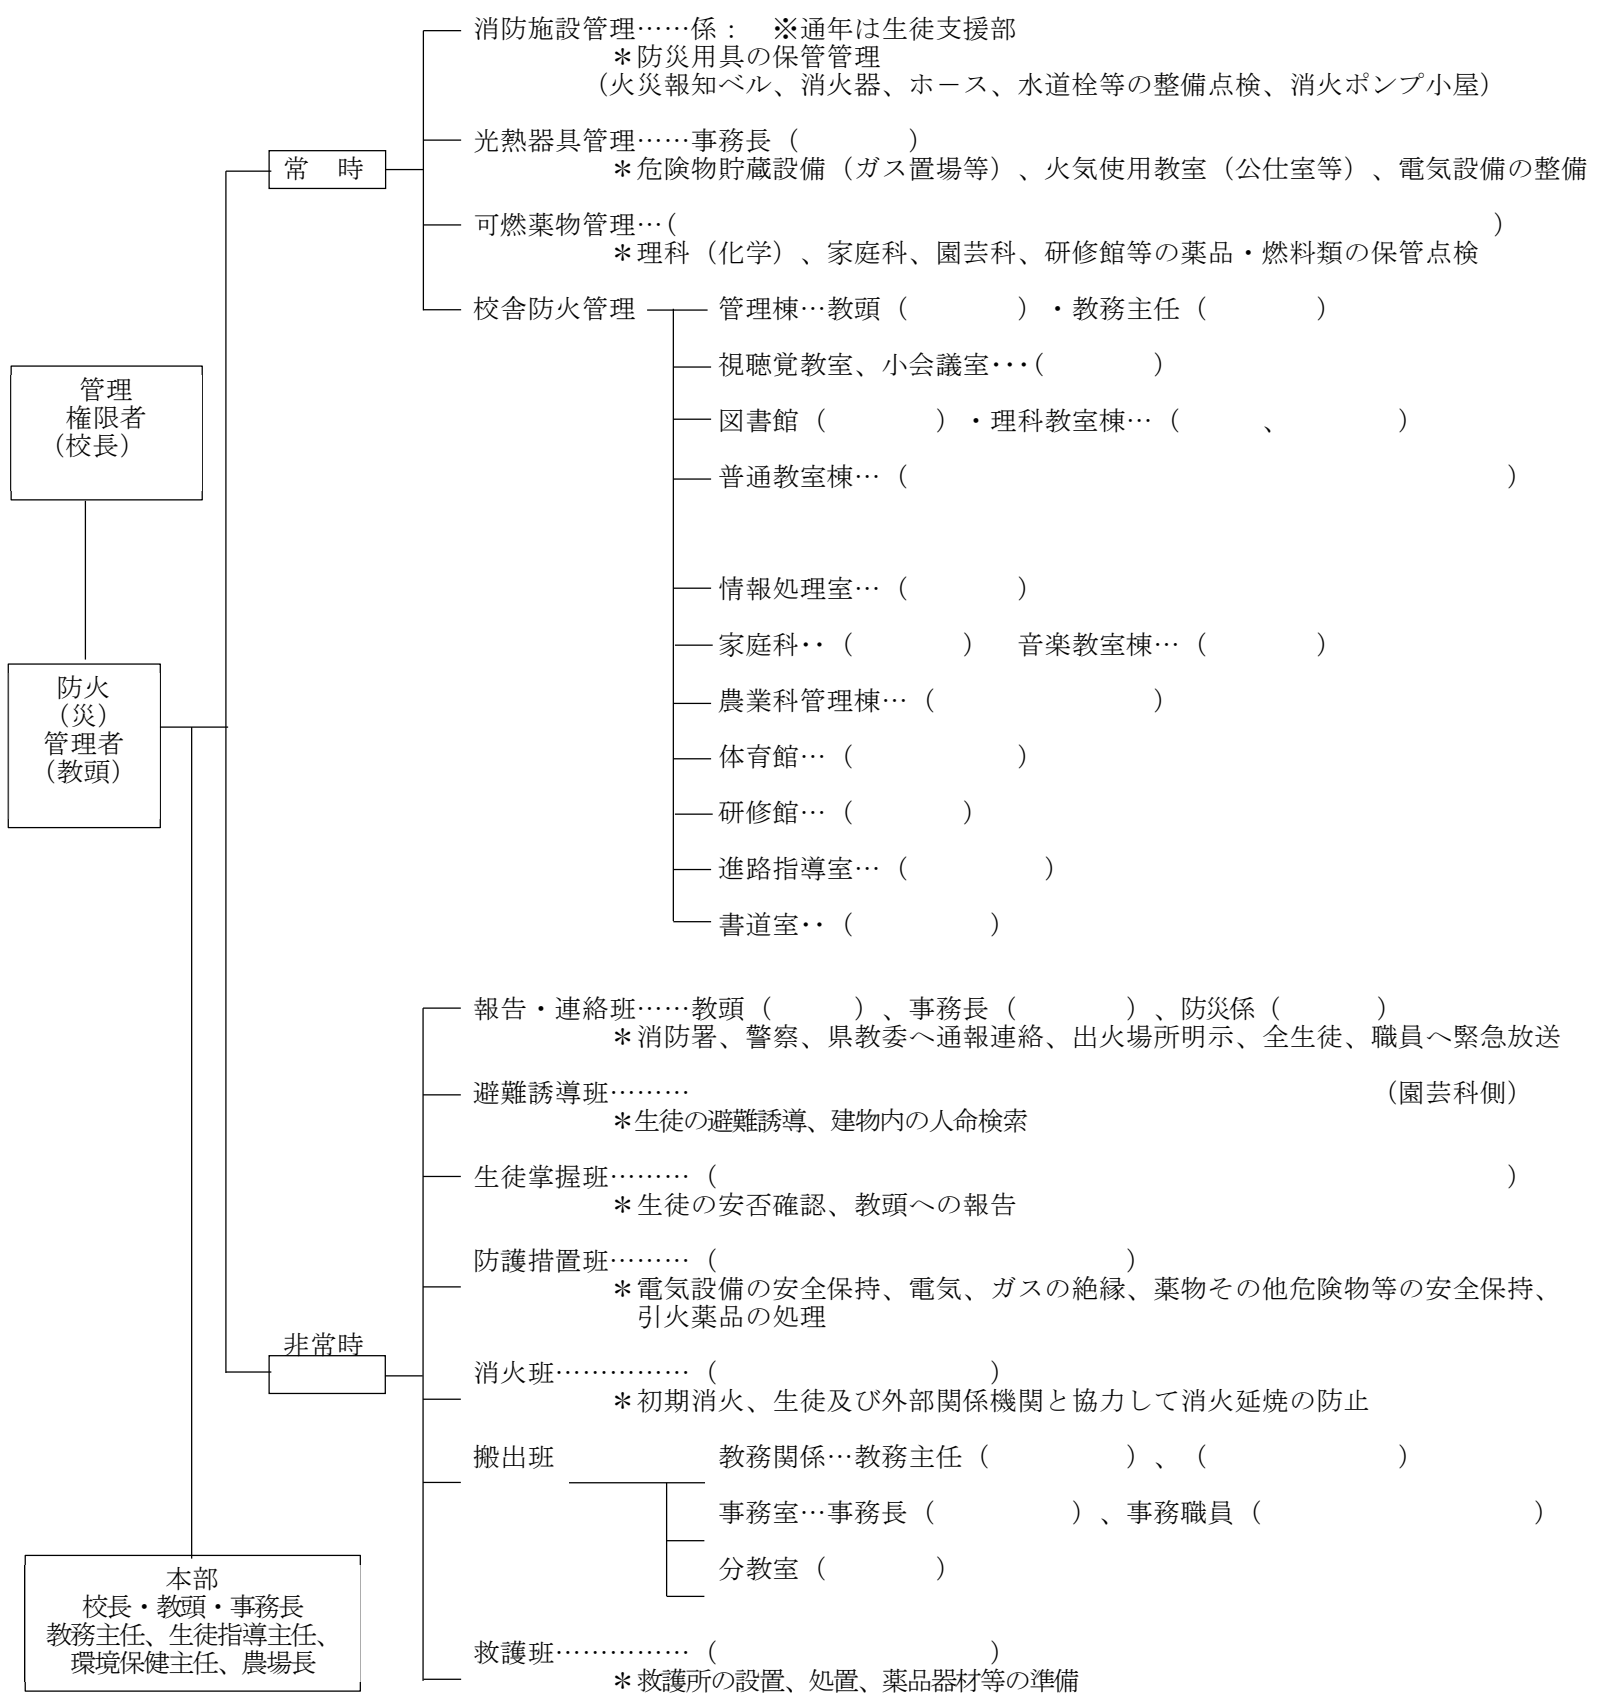 消防施設管理……係：　※通年は生徒支援部
＊防災用具の保管管理
（火災報知ベル、消火器、ホース、水道栓等の整備点検、消火ポンプ小屋）
光熱器具管理……事務長（　　　　）
常　時
＊危険物貯蔵設備（ガス置場等）、火気使用教室（公仕室等）、電気設備の整備
可燃薬物管理…（　　　　　　　　　　　　　　　　　　　　　　　　　　　　　　）
＊理科（化学）、家庭科、園芸科、研修館等の薬品・燃料類の保管点検
校舎防火管理
管理棟…教頭（　　　　）・教務主任（　　　　）
視聴覚教室、小会議室･･･（　　　　）
図書館（　　　　）・理科教室棟…（　　　、　　　　）
普通教室棟…（　　　　　　　　　　　　　　　　　　　　　　）
情報処理室…（　　　　）
家庭科･･（　　　　）　音楽教室棟…（　　　　）
農業科管理棟…（　　　　　　　　）
体育館…（　　　　　　）
研修館…（　　　　）
進路指導室…（　　　　　）
書道室･･（　　　　　）
管理
権限者
（校長）
防火
（災）
管理者
（教頭）
報告・連絡班……教頭（　　　）、事務長（　　　　）、防災係（　　　　）
＊消防署、警察、県教委へ通報連絡、出火場所明示、全生徒、職員へ緊急放送
避難誘導班………　　　　　　　　　　　　　　　　　　　　　　　　　（園芸科側）
＊生徒の避難誘導、建物内の人命検索
生徒掌握班………（　　　　　　　　　　　　　　　　　　　　　　　　　　　　　）
＊生徒の安否確認、教頭への報告
防護措置班………（　　　　　　　　　　　　　　　）
＊電気設備の安全保持、電気、ガスの絶縁、薬物その他危険物等の安全保持、
引火薬品の処理
非常時
消火班……………（　　　　　　　　　　）
＊初期消火、生徒及び外部関係機関と協力して消火延焼の防止
搬出班
教務関係…教務主任（　　　　　）、（　　　　　　　）
事務室…事務長（　　　　　）、事務職員（　　　　　　　　　　）
分教室（　　　　）
本部
校長・教頭・事務長
教務主任、生徒指導主任、
環境保健主任、農場長
救護班……………（　　　　　　　　　　）
＊救護所の設置、処置、薬品器材等の準備